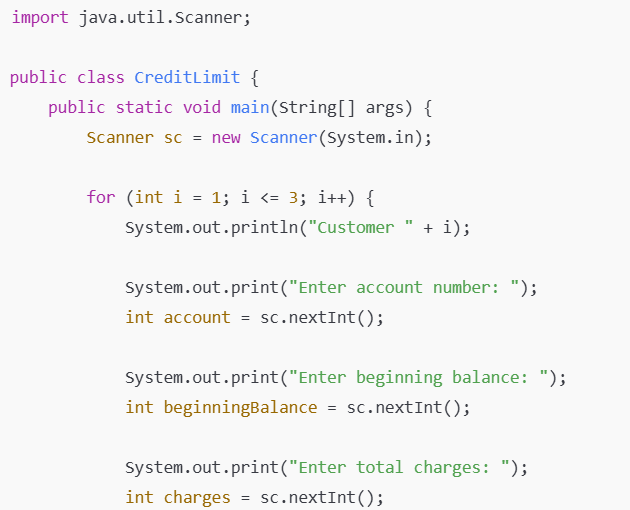 import java.util.Scanner;
public class CreditLimit {
public static void main(String[] args) {
Scanner sc = new Scanner(System.in);
for (int i = 1; i <= 3; i++) {
System.out.println("Customer " + i);
System.out.print("Enter account number: ");
int account = sc.nextInt();
System.out.print("Enter beginning balance: ");
int beginningBalance = sc.nextInt();
System.out.print("Enter total charges: ");
int charges = sc.nextInt();